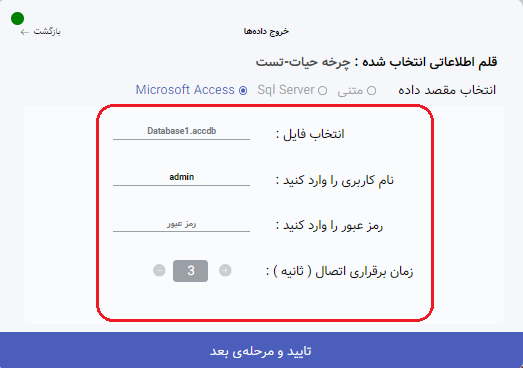 خروج داده‌ها
بازگشت
قلم اطلاعاتی انتخاب شده : چرخه حیات-تست
انتخاب مقصد داده متنی Sql Server Microsoft Access
انتخاب فایل : Database1.accdb
نام کاربری را وارد کنید : admin
رمز عبور را وارد کنید : رمز عبور
زمان برقراری اتصال ( ثانیه ) : + 3 −
تایید و مرحله‌ی بعد